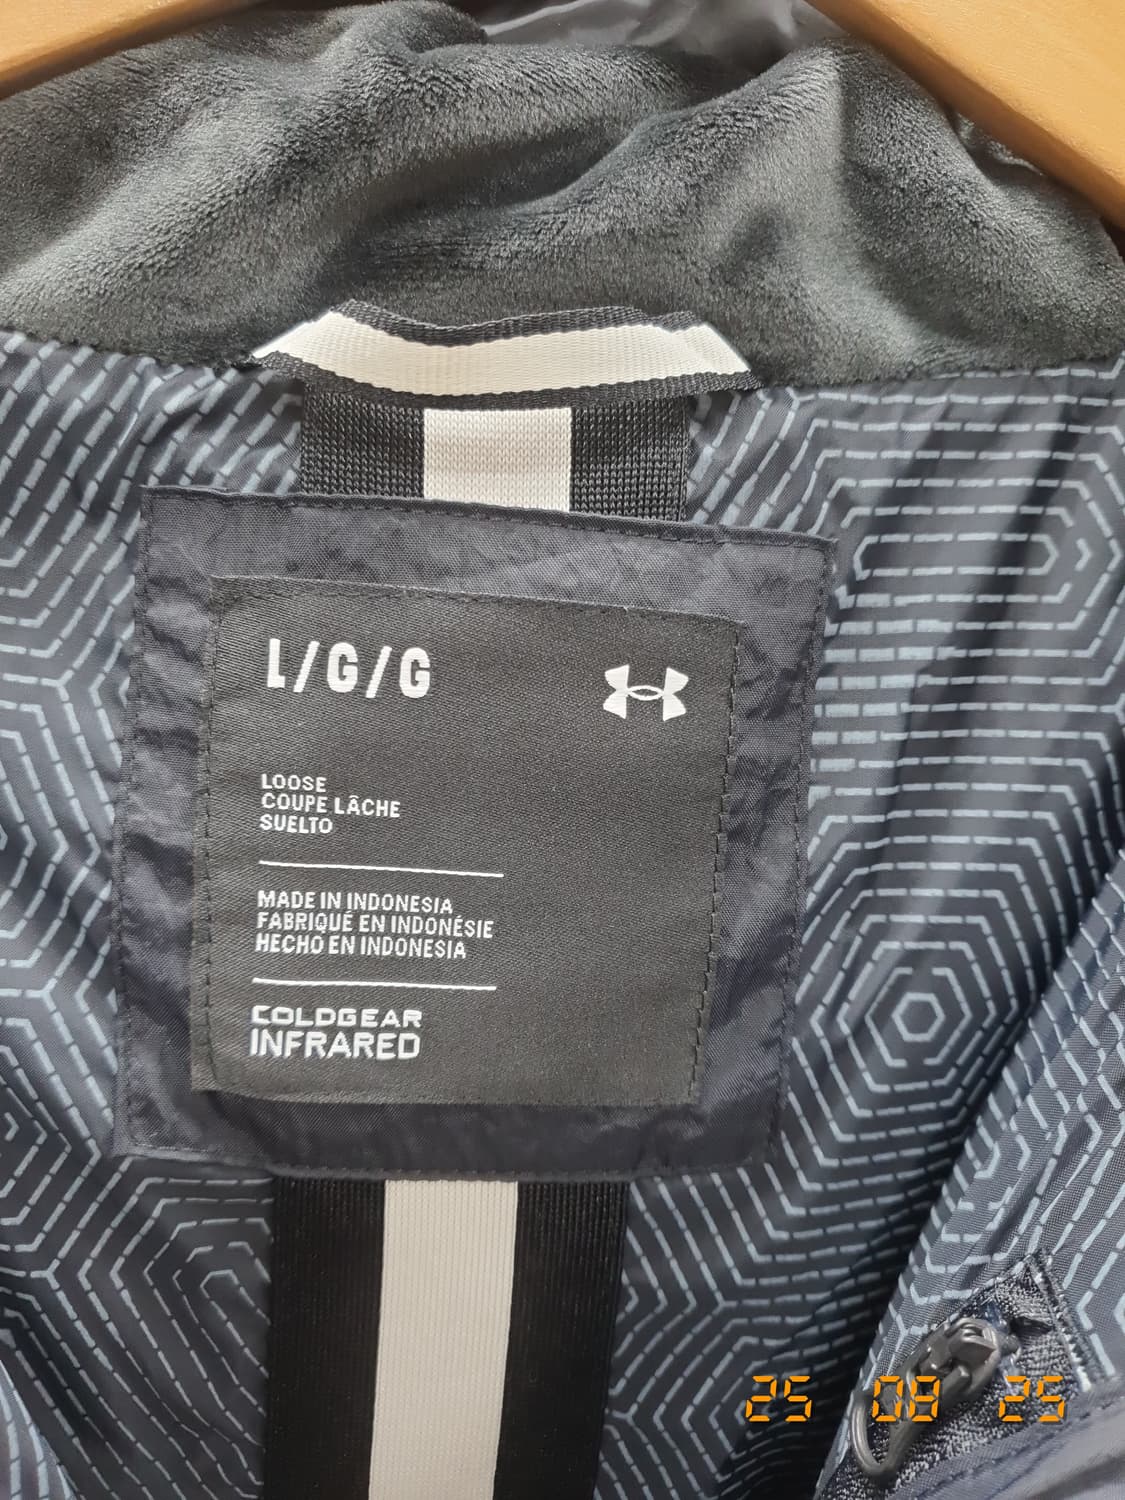 L/G/G
LOOSE
COUPE LÂCHE
SUELTO
MADE IN INDONESIA
FABRIQUÉ EN INDONÉSIE
HECHO EN INDONESIA
COLDGEAR
INFRARED
25 08 25